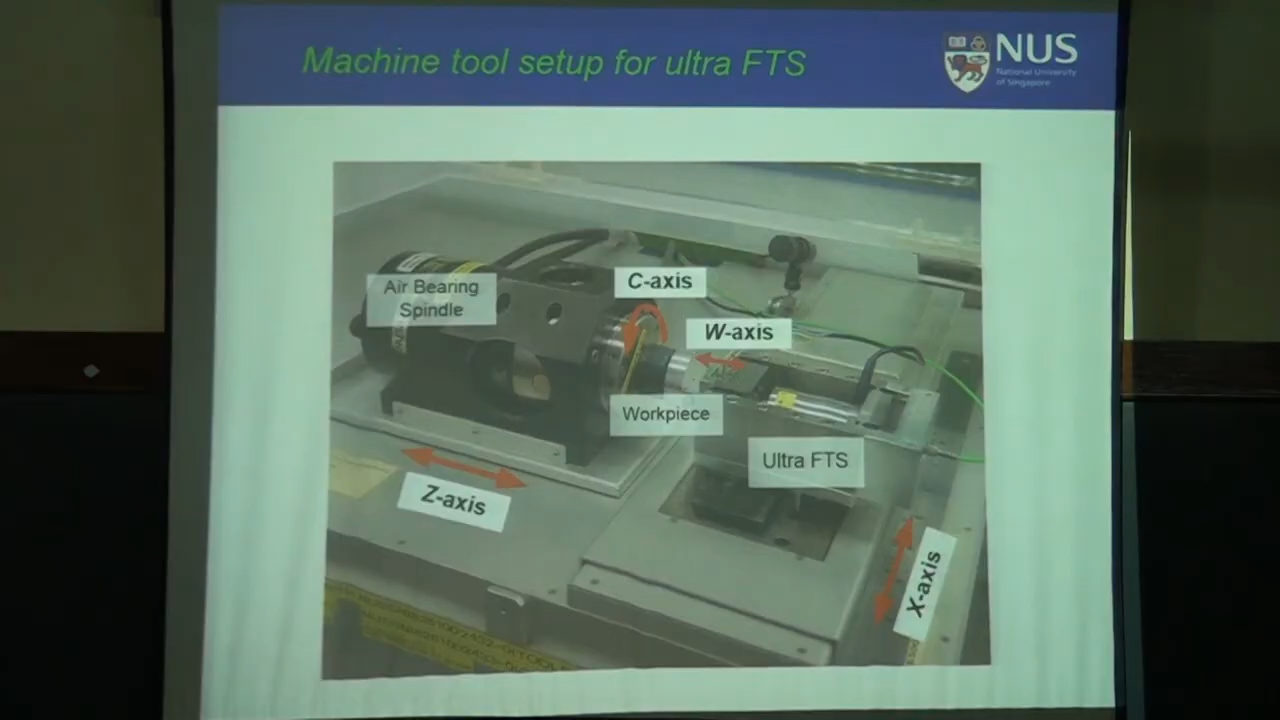 Machine tool setup for ultra FTS
NUS
National University
of Singapore
Air Bearing
Spindle
C-axis
W-axis
Workpiece
Ultra FTS
Z-axis
X-axis